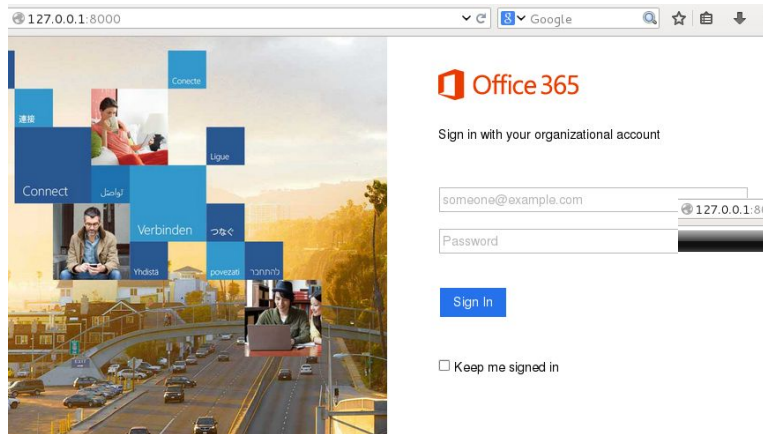 127.0.0.1:8000
Google
Conecte
連接
Ligue
Connect
تواصل
Verbinden
つなぐ
Yhdistä
povezati
להתחבר
Office 365
Sign in with your organizational account
someone@example.com
Password
Sign In
Keep me signed in
127.0.0.1:8